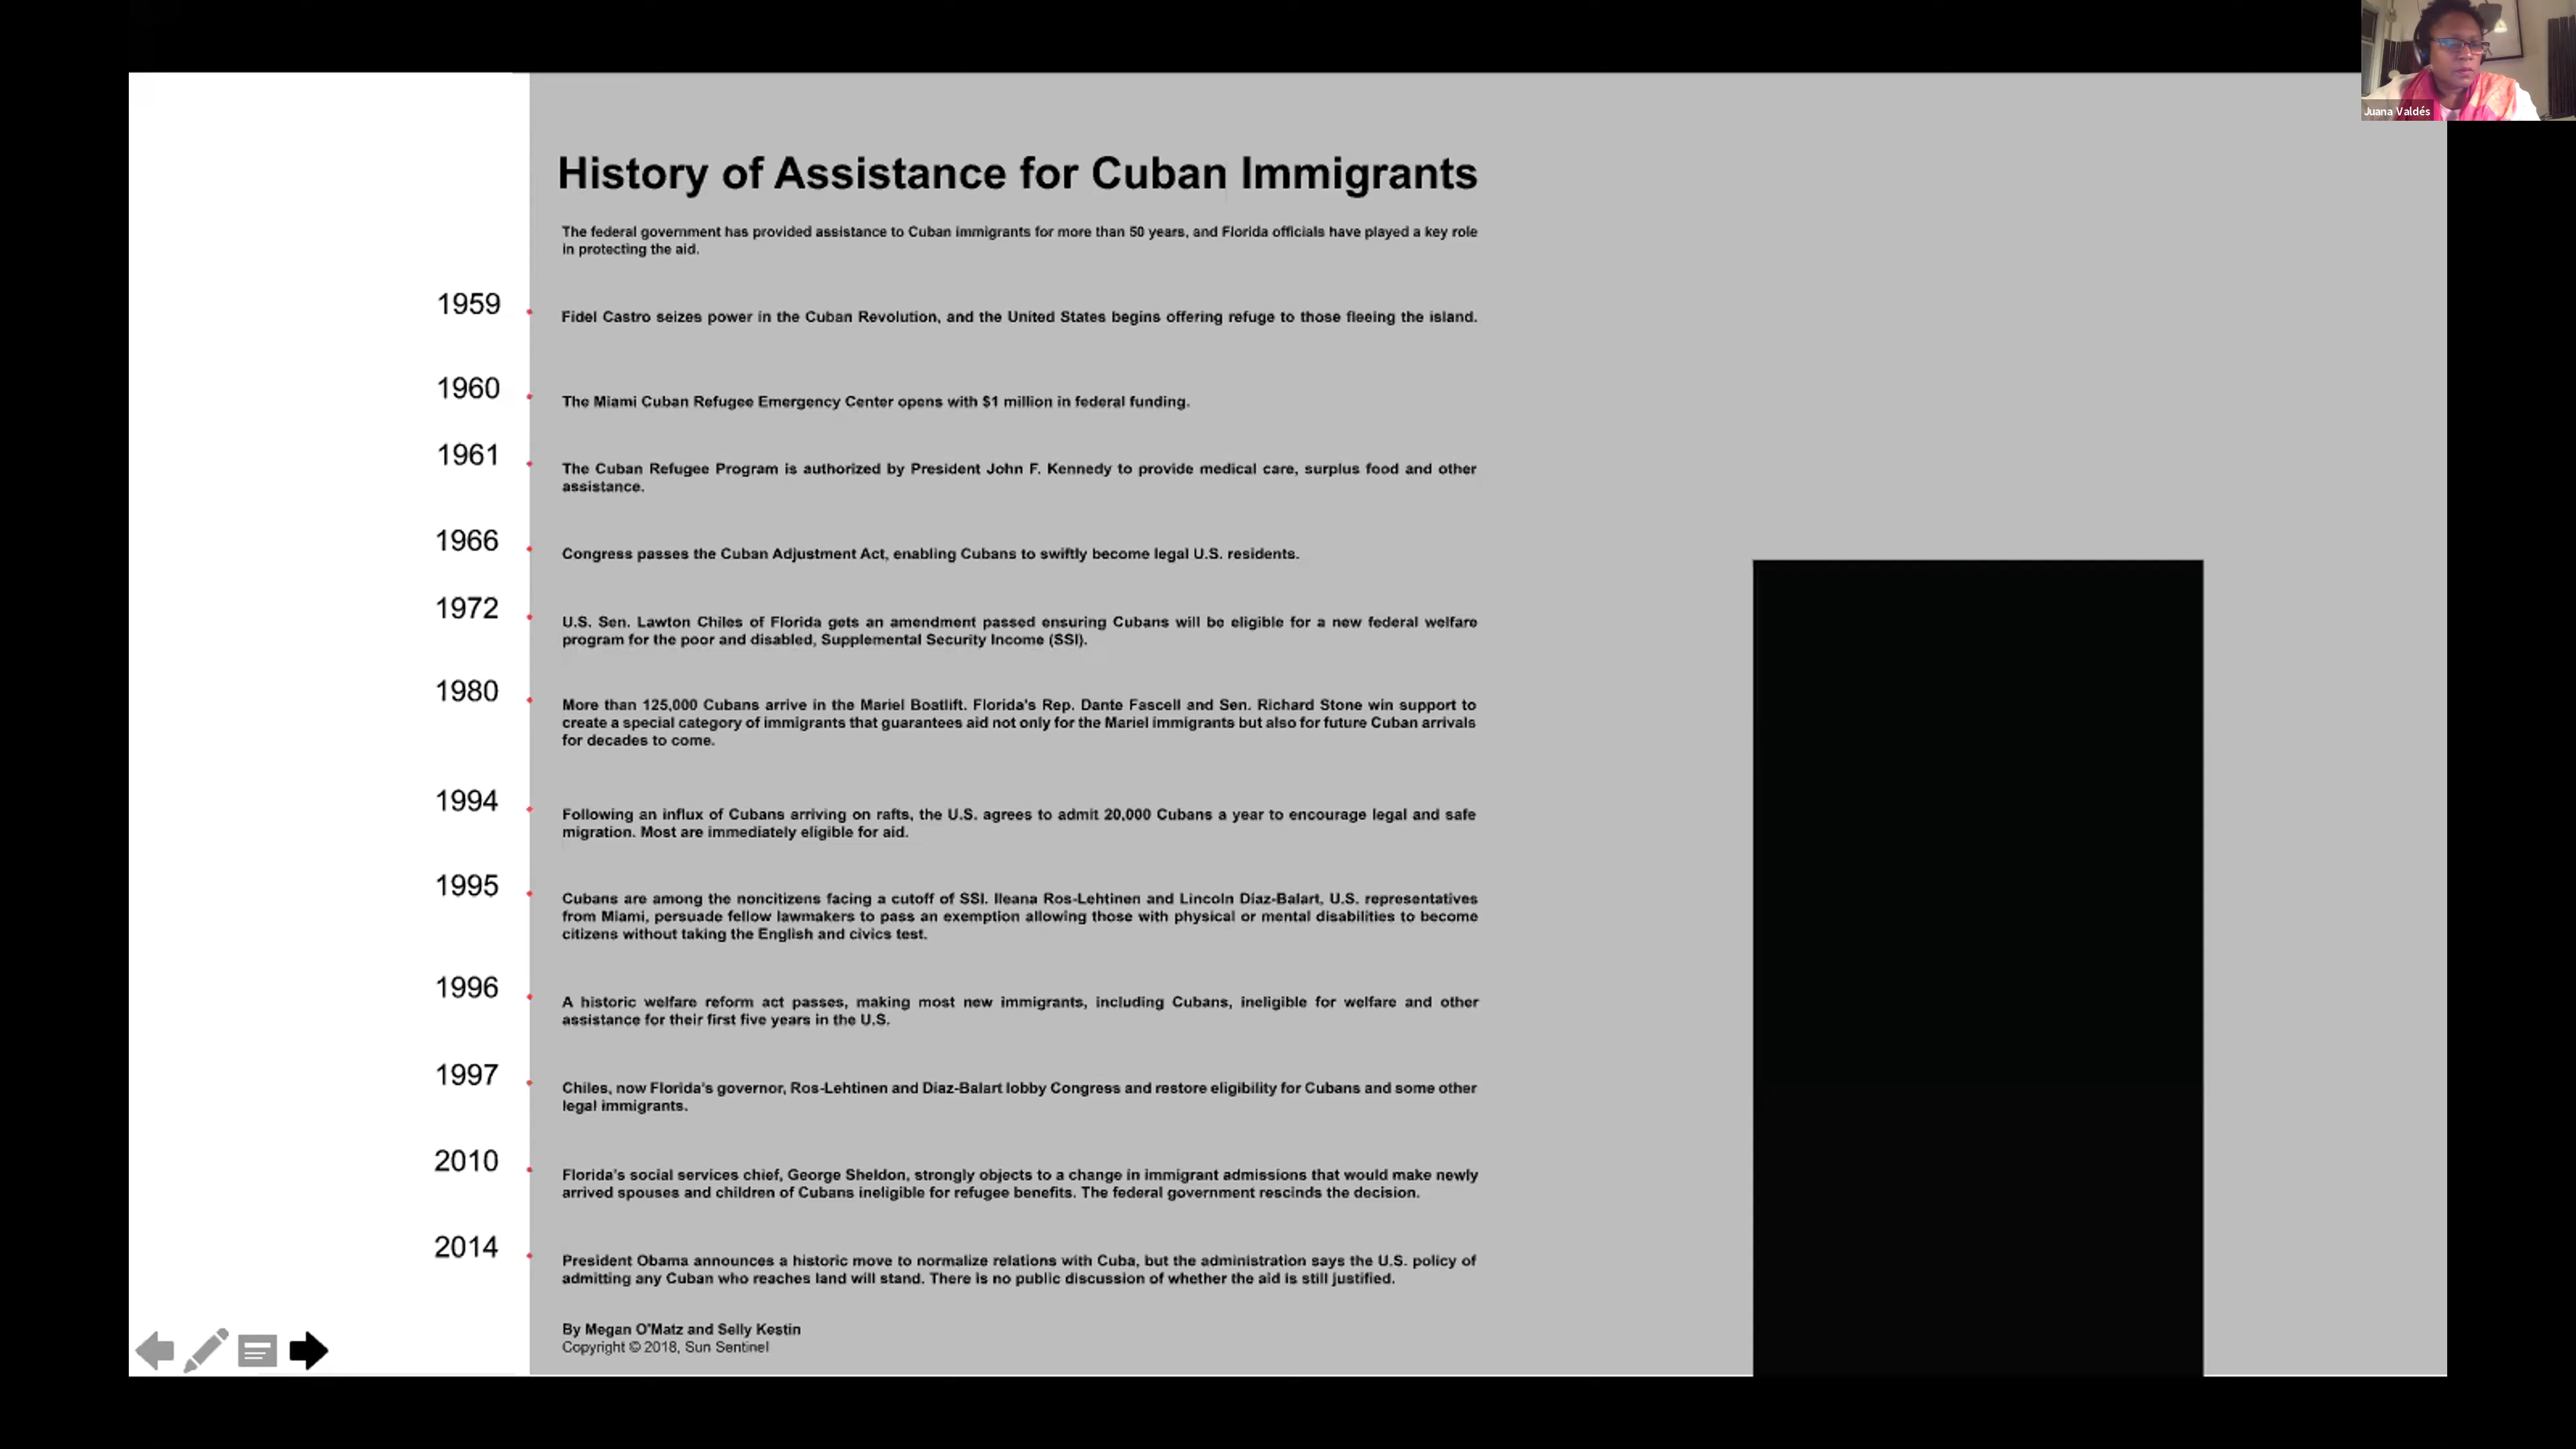 Juana Valdés
History of Assistance for Cuban Immigrants
The federal government has provided assistance to Cuban immigrants for more than 50 years, and Florida officials have played a key role
in protecting the aid.
1959
Fidel Castro seizes power in the Cuban Revolution, and the United States begins offering refuge to those fleeing the island.
1960
The Miami Cuban Refugee Emergency Center opens with $1 million in federal funding.
1961
The Cuban Refugee Program is authorized by President John F. Kennedy to provide medical care, surplus food and other
assistance.
1966
Congress passes the Cuban Adjustment Act, enabling Cubans to swiftly become legal U.S. residents.
1972
U.S. Sen. Lawton Chiles of Florida gets an amendment passed ensuring Cubans will be eligible for a new federal welfare
program for the poor and disabled, Supplemental Security Income (SSI).
1980
More than 125,000 Cubans arrive in the Mariel Boatlift. Florida's Rep. Dante Fascell and Sen. Richard Stone win support to
create a special category of immigrants that guarantees aid not only for the Mariel immigrants but also for future Cuban arrivals
for decades to come.
1994
Following an influx of Cubans arriving on rafts, the U.S. agrees to admit 20,000 Cubans a year to encourage legal and safe
migration. Most are immediately eligible for aid.
1995
Cubans are among the noncitizens facing a cutoff of SSI. Ileana Ros-Lehtinen and Lincoln Diaz-Balart, U.S. representatives
from Miami, persuade fellow lawmakers to pass an exemption allowing those with physical or mental disabilities to become
citizens without taking the English and civics test.
1996
A historic welfare reform act passes, making most new immigrants, including Cubans, ineligible for welfare and other
assistance for their first five years in the U.S.
1997
Chiles, now Florida's governor, Ros-Lehtinen and Diaz-Balart lobby Congress and restore eligibility for Cubans and some other
legal immigrants.
2010
Florida's social services chief, George Sheldon, strongly objects to a change in immigrant admissions that would make newly
arrived spouses and children of Cubans ineligible for refugee benefits. The federal government rescinds the decision.
2014
President Obama announces a historic move to normalize relations with Cuba, but the administration says the U.S. policy of
admitting any Cuban who reaches land will stand. There is no public discussion of whether the aid is still justified.
By Megan O'Matz and Selly Kestin
Copyright © 2018, Sun Sentinel